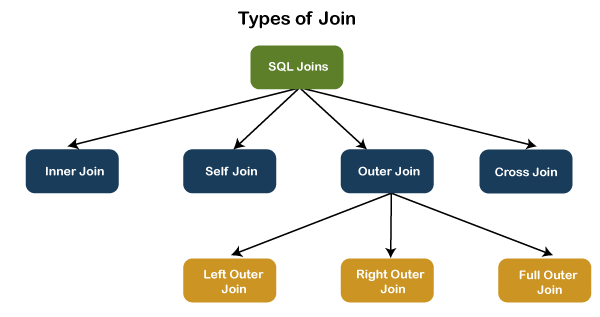 Types of Join
SQL Joins
Inner Join
Self Join
Outer Join
Cross Join
Left Outer
Join
Right Outer
Join
Full Outer
Join